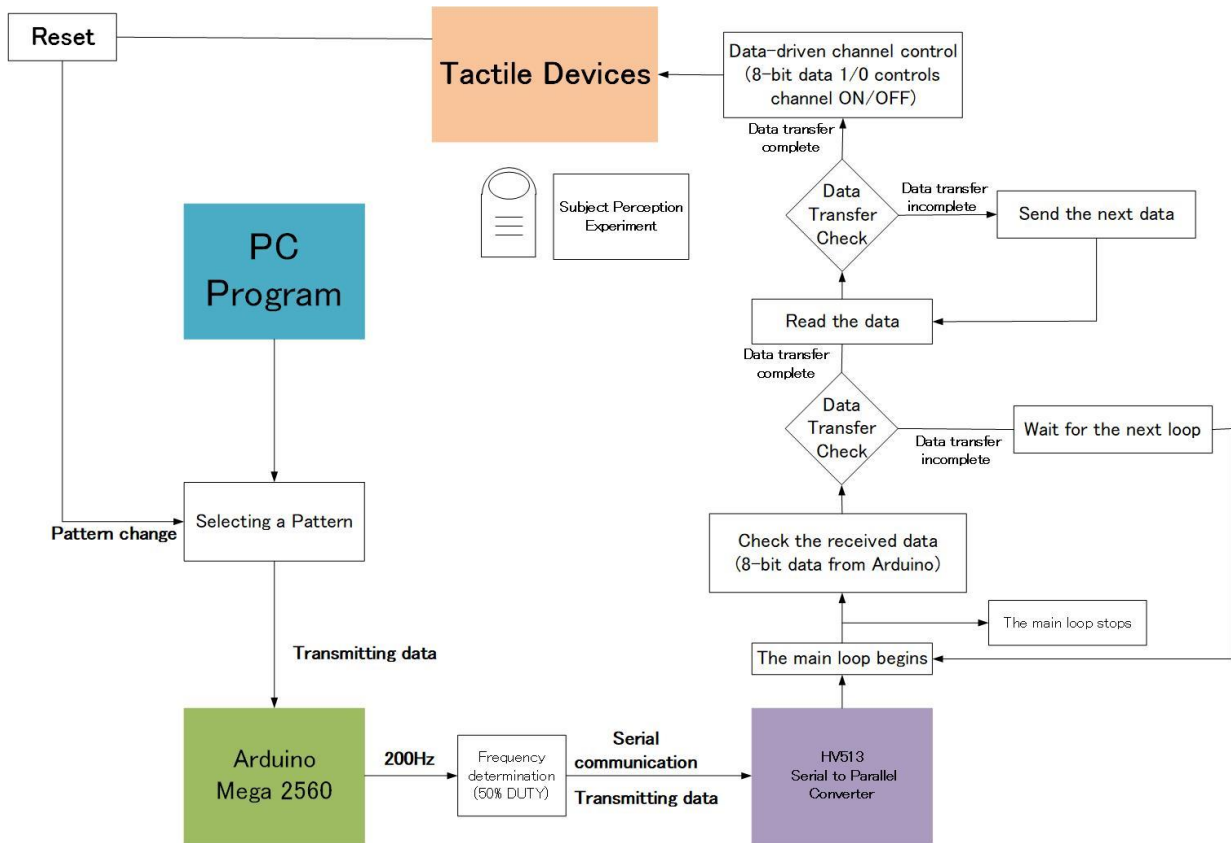 Reset
Tactile Devices
Data-driven channel control
(8-bit data 1/0 controls
channel ON/OFF)
Data transfer
complete
Data
Transfer
Check
Data transfer
incomplete
Send the next data
Subject Perception
Experiment
PC
Program
Read the data
Data transfer
complete
Data
Transfer
Check
Data transfer
incomplete
Wait for the next loop
Pattern change
Selecting a Pattern
Check the received data
(8-bit data from Arduino)
The main loop stops
Transmitting data
The main loop begins
Arduino
Mega 2560
200Hz
Frequency
determination
(50% DUTY)
Serial
communication
Transmitting data
HV513
Serial to Parallel
Converter